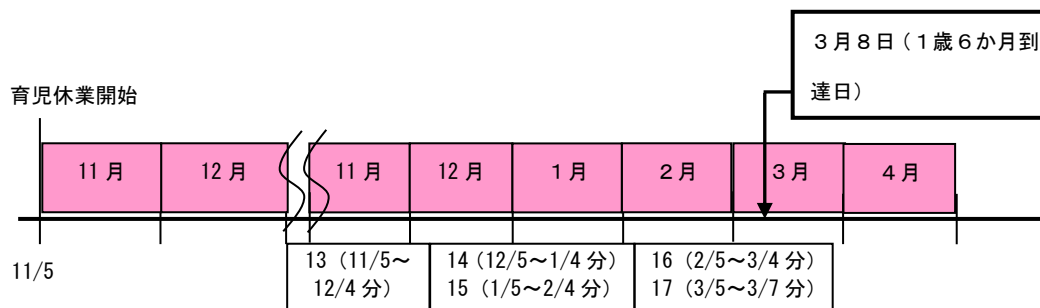 3月8日(1歳6か月到
達日)
育児休業開始
11月
12月
11月
12月
1月
2月
3月
4月
11/5
13（11/5～
12/4分）
14（12/5～1/4分）
15（1/5～2/4分）
16（2/5～3/4分）
17（3/5～3/7分）